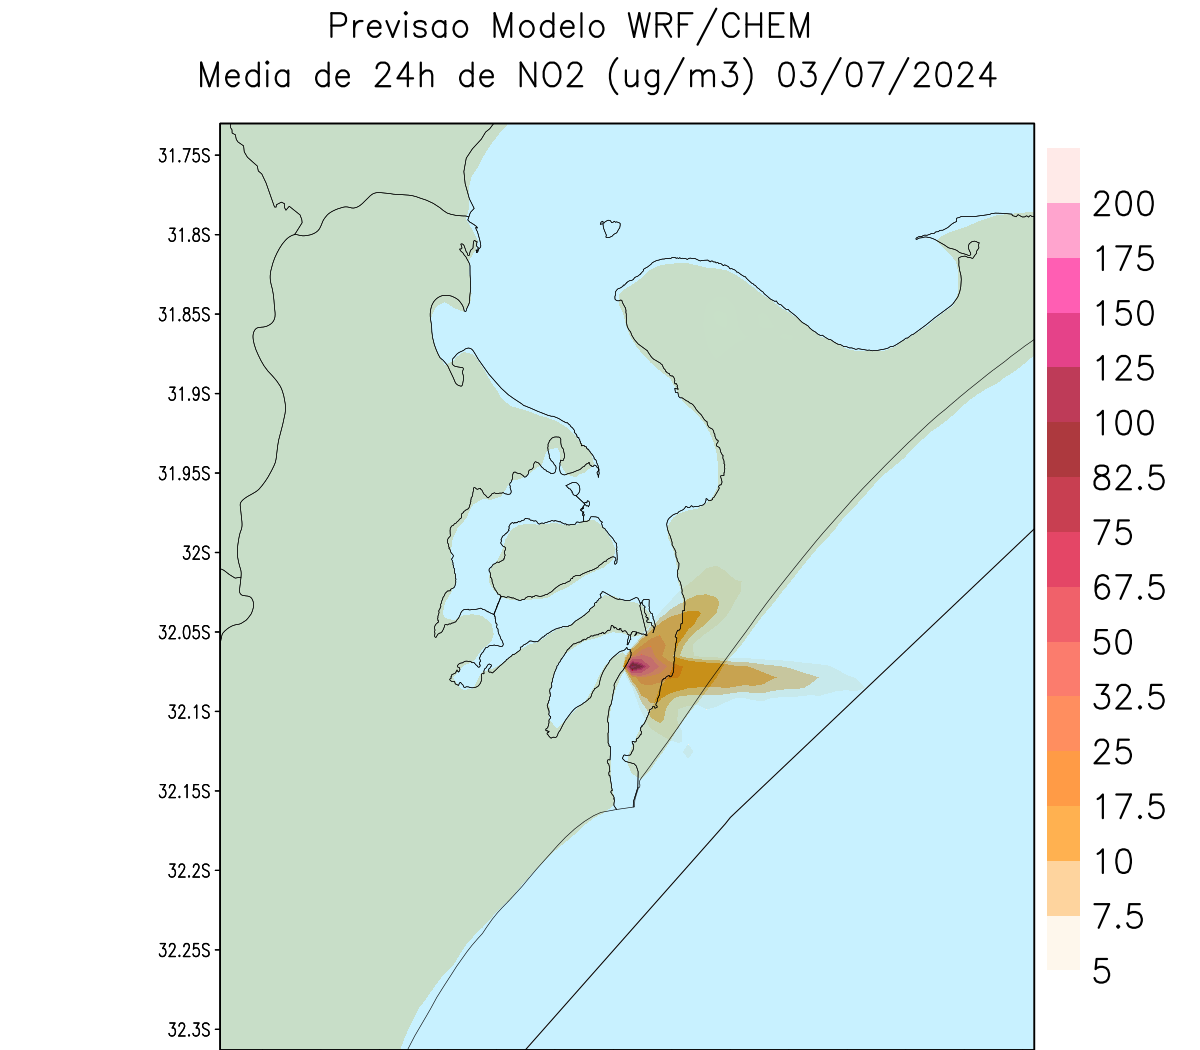 Previsao Modelo WRF/CHEM
Media de 24h de NO2 (ug/m3) 03/07/2024
31.75S
31.8S
31.85S
31.9S
31.95S
32S
32.05S
32.1S
32.15S
32.2S
32.25S
32.3S
200
175
150
125
100
82.5
75
67.5
50
32.5
25
17.5
10
7.5
5